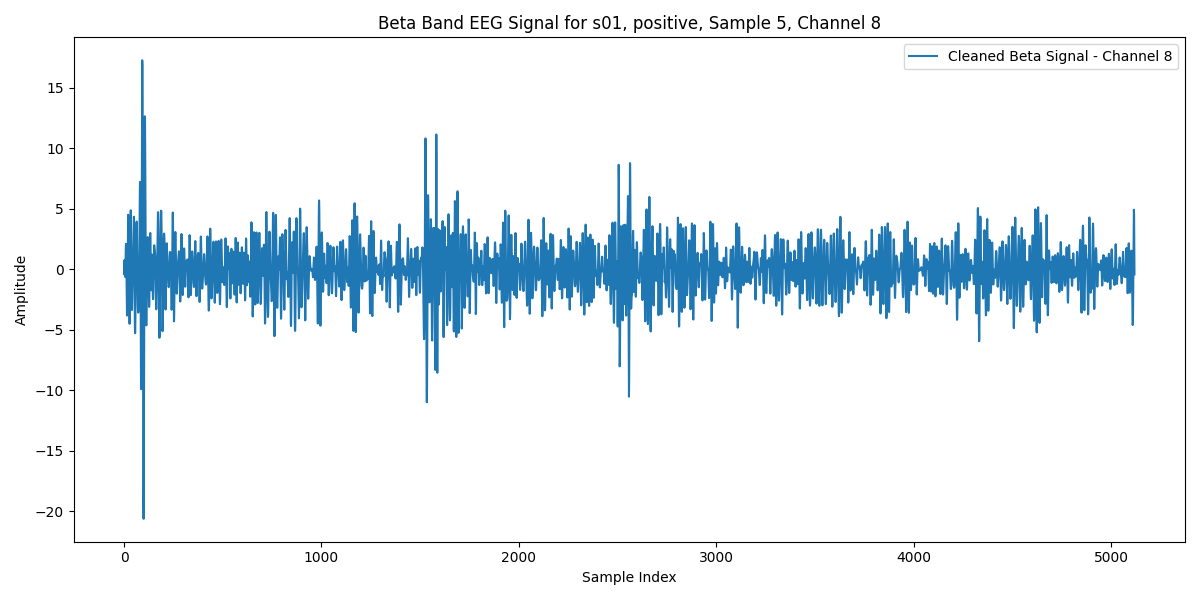 Beta Band EEG Signal for s01, positive, Sample 5, Channel 8
Cleaned Beta Signal - Channel 8
Amplitude
15
10
5
0
−5
−10
−15
−20
0 1000 2000 3000 4000 5000
Sample Index